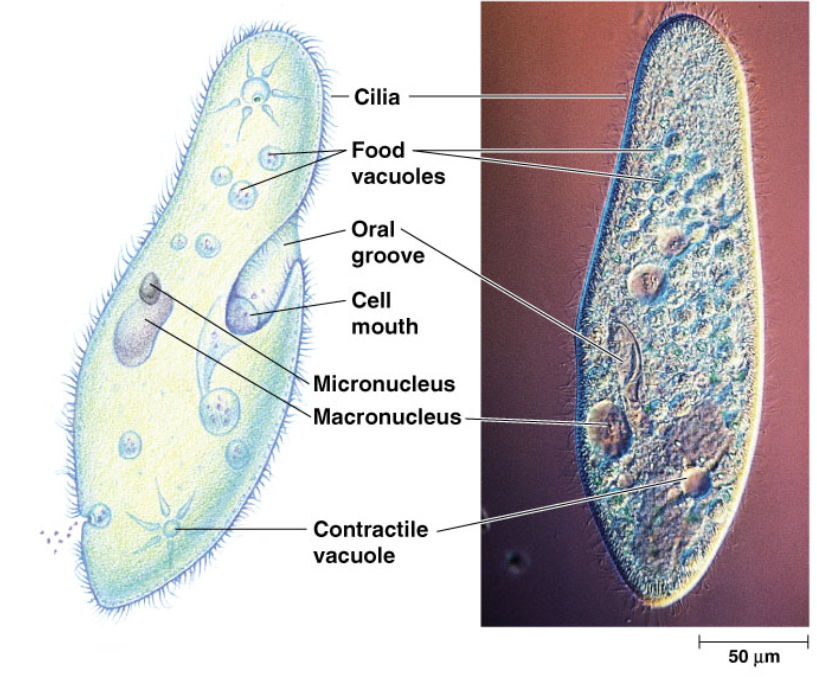 Cilia
Food
vacuoles
Oral
groove
Cell
mouth
Micronucleus
Macronucleus
Contractile
vacuole
50 μm